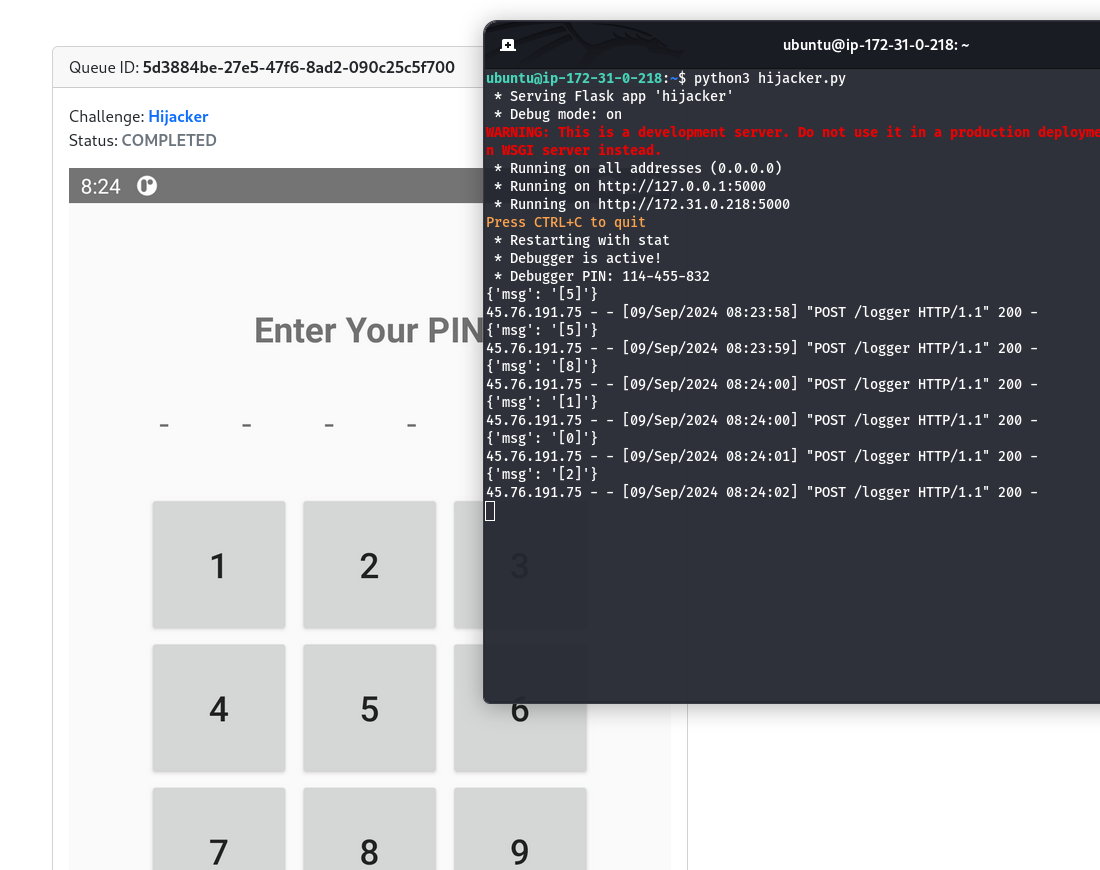 Queue ID: 5d3884be-27e5-47f6-8ad2-090c25c5f700
Challenge: Hijacker
Status: COMPLETED
8:24
Enter Your PIN
- - - -
1 2 3
4 5 6
7 8 9
ubuntu@ip-172-31-0-218: ~
ubuntu@ip-172-31-0-218:~$ python3 hijacker.py
* Serving Flask app 'hijacker'
* Debug mode: on
WARNING: This is a development server. Do not use it in a production deployme
n WSGI server instead.
* Running on all addresses (0.0.0.0)
* Running on http://127.0.0.1:5000
* Running on http://172.31.0.218:5000
Press CTRL+C to quit
* Restarting with stat
* Debugger is active!
* Debugger PIN: 114-455-832
{'msg': '[5]'}
45.76.191.75 - - [09/Sep/2024 08:23:58] "POST /logger HTTP/1.1" 200 -
{'msg': '[5]'}
45.76.191.75 - - [09/Sep/2024 08:23:59] "POST /logger HTTP/1.1" 200 -
{'msg': '[8]'}
45.76.191.75 - - [09/Sep/2024 08:24:00] "POST /logger HTTP/1.1" 200 -
{'msg': '[1]'}
45.76.191.75 - - [09/Sep/2024 08:24:00] "POST /logger HTTP/1.1" 200 -
{'msg': '[0]'}
45.76.191.75 - - [09/Sep/2024 08:24:01] "POST /logger HTTP/1.1" 200 -
{'msg': '[2]'}
45.76.191.75 - - [09/Sep/2024 08:24:02] "POST /logger HTTP/1.1" 200 -